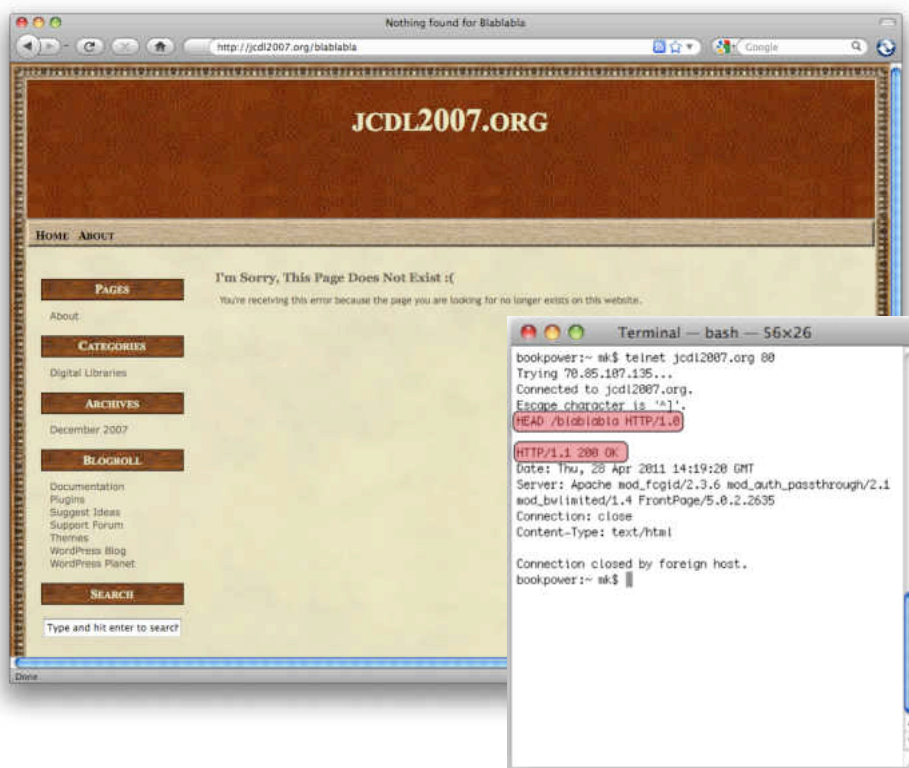 Nothing found for Blablabla
http://jcdl2007.org/blablabla
Google
JCDL2007.ORG
HOME ABOUT
PAGES
About
CATEGORIES
Digital Libraries
ARCHIVES
December 2007
BLOGROLL
Documentation
Plugins
Suggest Ideas
Support Forum
Themes
WordPress Blog
WordPress Planet
SEARCH
Type and hit enter to search
I'm Sorry, This Page Does Not Exist :(
You're receiving this error because the page you are looking for no longer exists on this website.
Done
Terminal — bash — 56×26
bookpower:~ mk$ telnet jcdl2007.org 80
Trying 70.85.107.135...
Connected to jcdl2007.org.
Escape character is '^]'.
HEAD /blablabla HTTP/1.0
HTTP/1.1 200 OK
Date: Thu, 28 Apr 2011 14:19:20 GMT
Server: Apache mod_fcgid/2.3.6 mod_auth_passthrough/2.1
mod_bwlimited/1.4 FrontPage/5.0.2.2635
Connection: close
Content-Type: text/html
Connection closed by foreign host.
bookpower:~ mk$